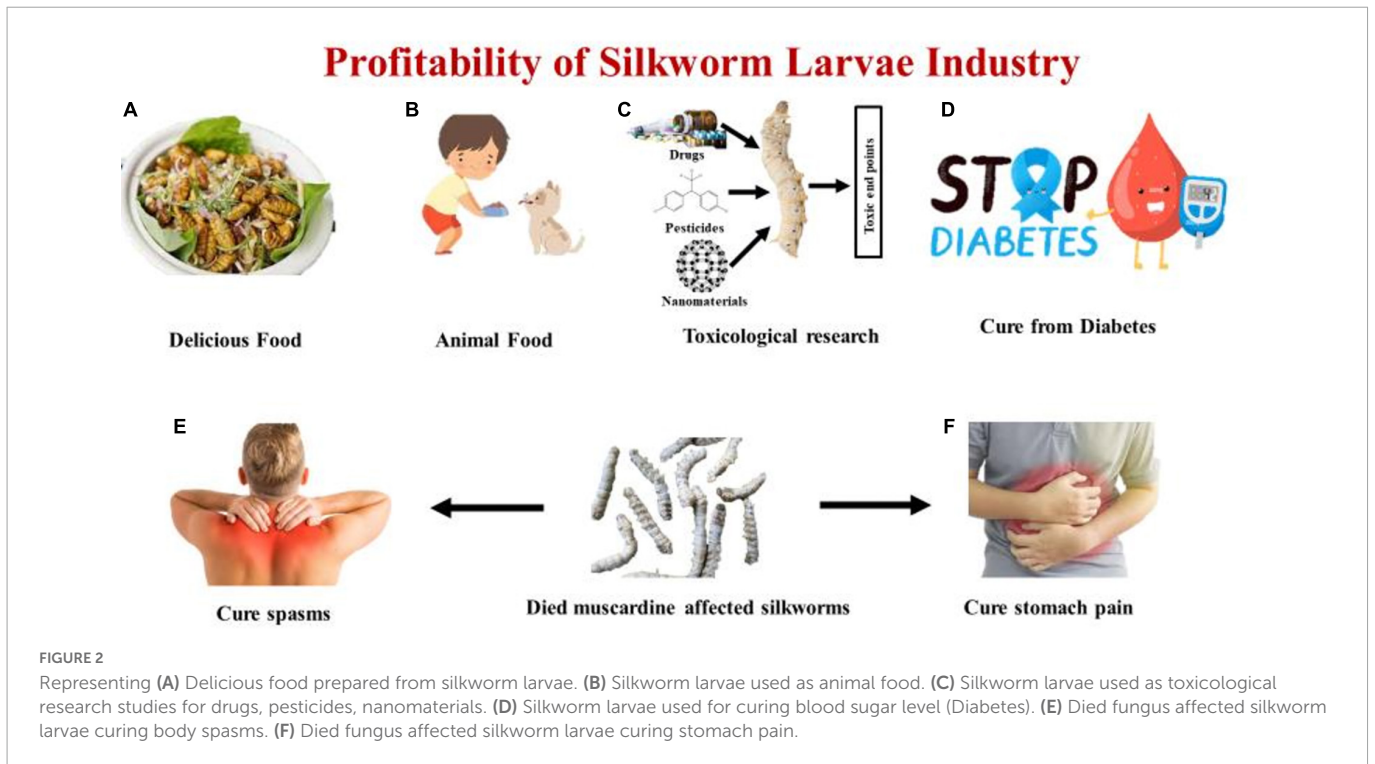 Profitability of Silkworm Larvae Industry
A
B
C
D
Drugs
Pesticides
Nanomaterials
Toxic end points
STOP
DIABETES
Delicious Food
Animal Food
Toxicological research
Cure from Diabetes
E
F
Cure spasms
Died muscardine affected silkworms
Cure stomach pain
FIGURE 2
Representing (A) Delicious food prepared from silkworm larvae. (B) Silkworm larvae used as animal food. (C) Silkworm larvae used as toxicological
research studies for drugs, pesticides, nanomaterials. (D) Silkworm larvae used for curing blood sugar level (Diabetes). (E) Died fungus affected silkworm
larvae curing body spasms. (F) Died fungus affected silkworm larvae curing stomach pain.